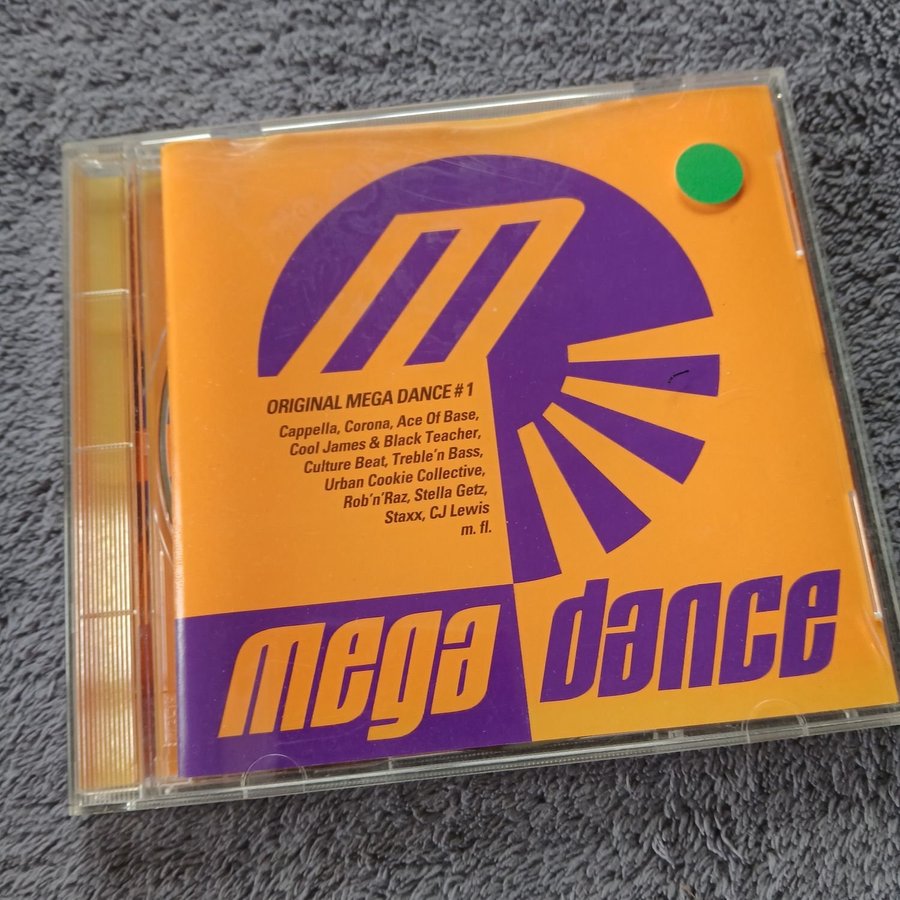 m
ORIGINAL MEGA DANCE #1
Cappella, Corona, Ace Of Base,
Cool James & Black Teacher,
Culture Beat, Treble'n Bass,
Urban Cookie Collective,
Rob'n'Raz, Stella Getz,
Staxx, CJ Lewis
m. fl.
mega dance